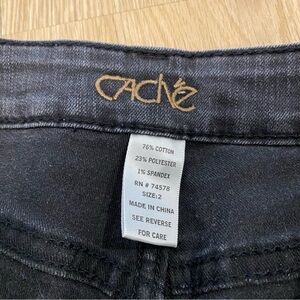 CAChé
76% COTTON
23% POLYESTER
1% SPANDEX
RN # 74578
SIZE: 2
MADE IN CHINA
SEE REVERSE
FOR CARE